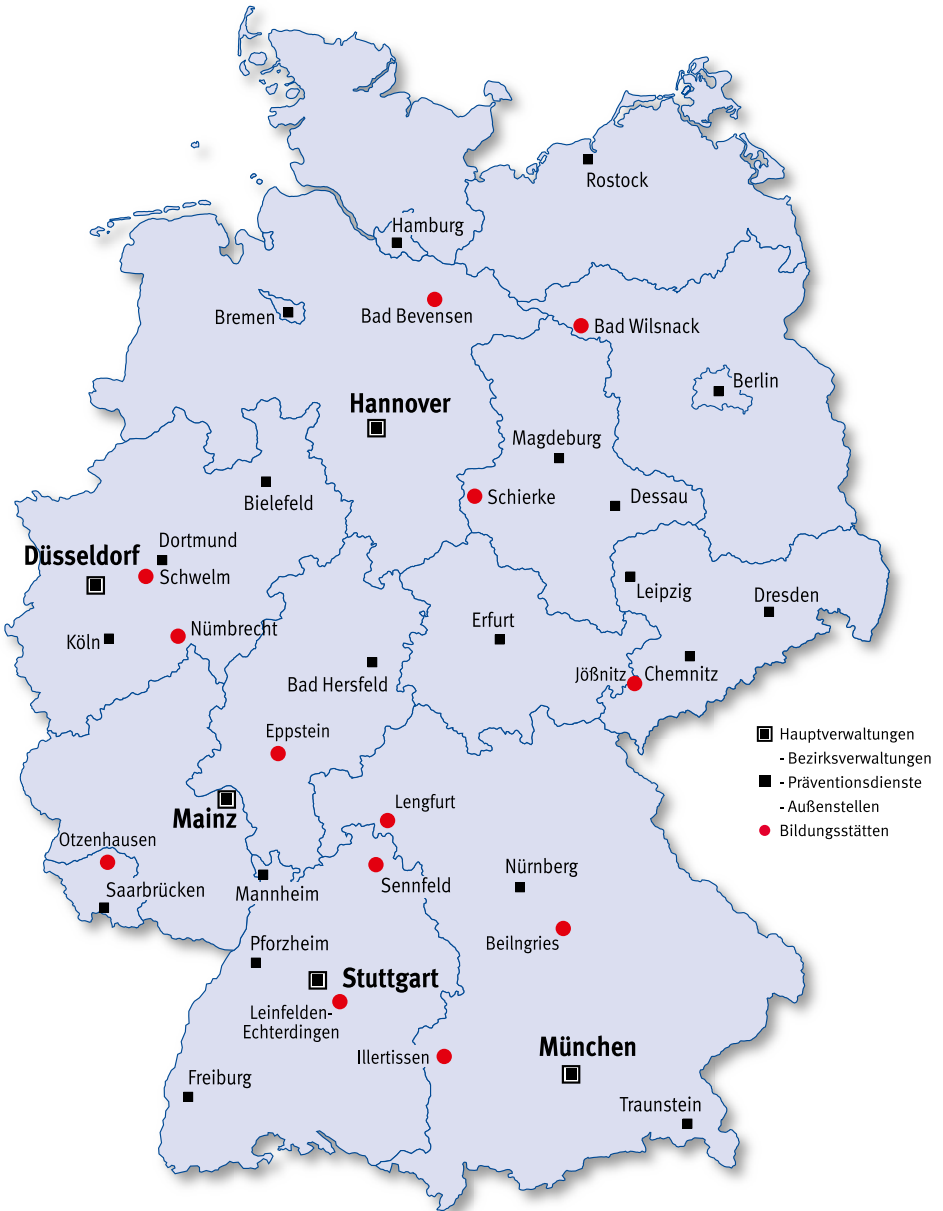 Rostock
Hamburg
Bremen
Bad Bevensen
Bad Wilsnack
Berlin
Hannover
Magdeburg
Bielefeld
Schierke
Dessau
Düsseldorf
Dortmund
Schwelm
Leipzig
Dresden
Köln
Nümbrecht
Erfurt
Bad Hersfeld
Jößnitz
Chemnitz
Eppstein
Hauptverwaltungen
- Bezirksverwaltungen
- Präventionsdienste
- Außenstellen
Bildungsstätten
Mainz
Lengfurt
Otzenhausen
Saarbrücken
Mannheim
Sennfeld
Nürnberg
Beilngries
Pforzheim
Stuttgart
Leinfelden-
Echterdingen
Illertissen
München
Freiburg
Traunstein